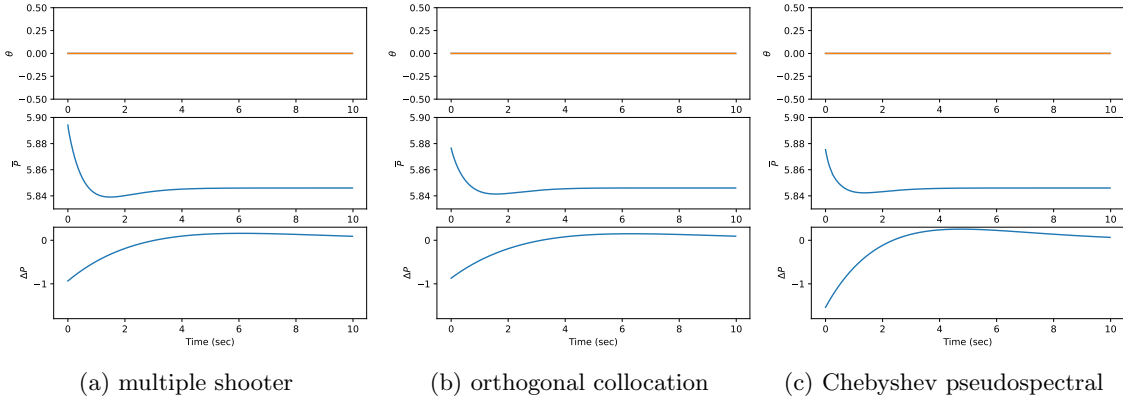 0.50
0.25
0.00
−0.25
−0.50
θ
0 2 4 6 8 10
5.90
5.88
5.86
5.84
P̅
0 2 4 6 8 10
0
−1
ΔP
0 2 4 6 8 10
Time (sec)
(a) multiple shooter
0.50
0.25
0.00
−0.25
−0.50
θ
0 2 4 6 8 10
5.90
5.88
5.86
5.84
P̅
0 2 4 6 8 10
0
−1
ΔP
0 2 4 6 8 10
Time (sec)
(b) orthogonal collocation
0.50
0.25
0.00
−0.25
−0.50
θ
0 2 4 6 8 10
5.90
5.88
5.86
5.84
P̅
0 2 4 6 8 10
0
−1
ΔP
0 2 4 6 8 10
Time (sec)
(c) Chebyshev pseudospectral